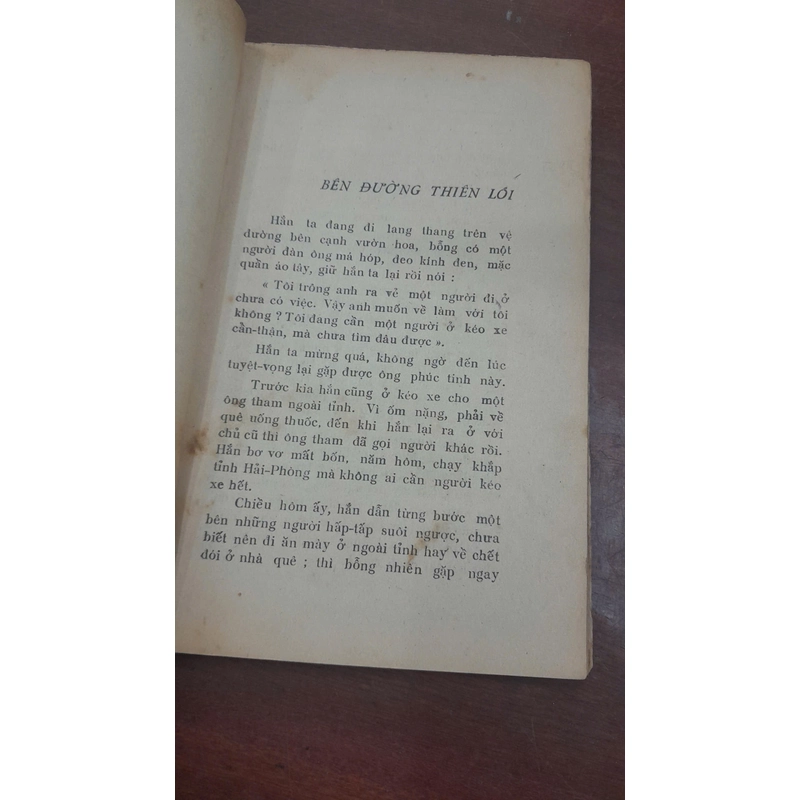 BÊN ĐƯỜNG THIÊN LÔI
Hắn ta đang đi lang thang trên vệ
đường bên cạnh vườn hoa, bỗng có một
người đàn ông má hóp, đeo kính đen, mặc
quần áo tây, giữ hắn ta lại rồi nói :
« Tôi trông anh ra vẻ một người đi ở
chưa có việc. Vậy anh muốn về làm với tôi
không ? Tôi đang cần một người ở kéo xe
cẩn-thận, mà chưa tìm đâu được ».
Hắn ta mừng quá, không ngờ đến lúc
tuyệt-vọng lại gặp được ông phúc tinh này.
Trước kia hắn cũng ở kéo xe cho một
ông tham ngoài tỉnh. Vì ốm nặng, phải về
quê uống thuốc, đến khi hắn lại ra ở với
chủ cũ thì ông tham đã gọi người khác rồi.
Hắn bơ vơ mất bốn, năm hôm, chạy khắp
tỉnh Hải-Phòng mà không ai cần người kéo
xe hết.
Chiều hôm ấy, hắn dẫn từng bước một
bên những người hấp-tấp suôi ngược, chưa
biết nên đi ăn mày ở ngoài tỉnh hay về chết
đói ở nhà quê ; thì bỗng nhiên gặp ngay